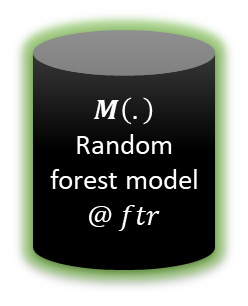 M(.)
Random
forest model
@ ftr